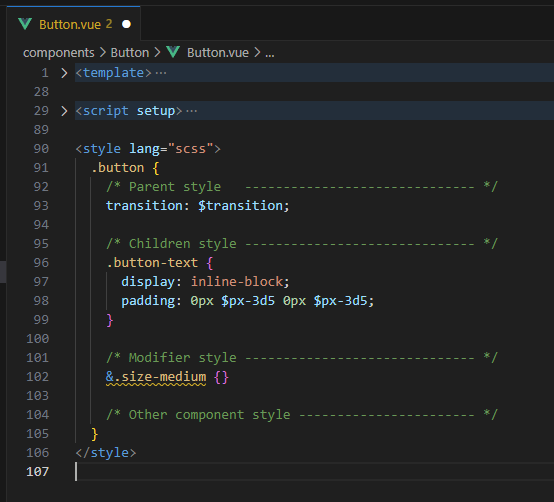 Button.vue 2
components > Button > Button.vue > ...
1 > <template>...
28
29 > <script setup>...
89
90 <style lang="scss">
91 .button {
92 /* Parent style ------------------------------ */
93 transition: $transition;
94
95 /* Children style ------------------------------ */
96 .button-text {
97 display: inline-block;
98 padding: 0px $px-3d5 0px $px-3d5;
99 }
100
101 /* Modifier style ------------------------------ */
102 &.size-medium {}
103
104 /* Other component style ----------------------- */
105 }
106 </style>
107